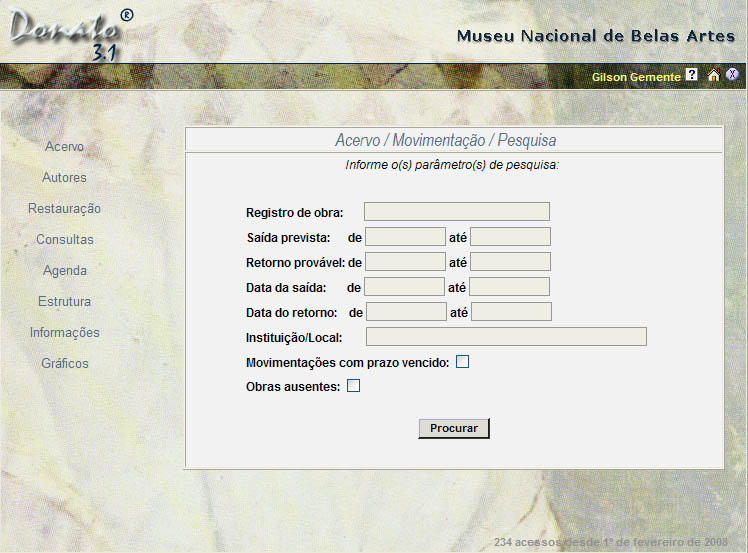 Donato ®
3.1
Museu Nacional de Belas Artes
Gilson Gemente ? X
Acervo
Autores
Restauração
Consultas
Agenda
Estrutura
Informações
Gráficos
Acervo / Movimentação / Pesquisa
Informe o(s) parâmetro(s) de pesquisa:
Registro de obra:
Saída prevista: de até
Retorno provável: de até
Data da saída: de até
Data do retorno: de até
Instituição/Local:
Movimentações com prazo vencido:
Obras ausentes:
Procurar
234 acessos desde 1º de fevereiro de 2008